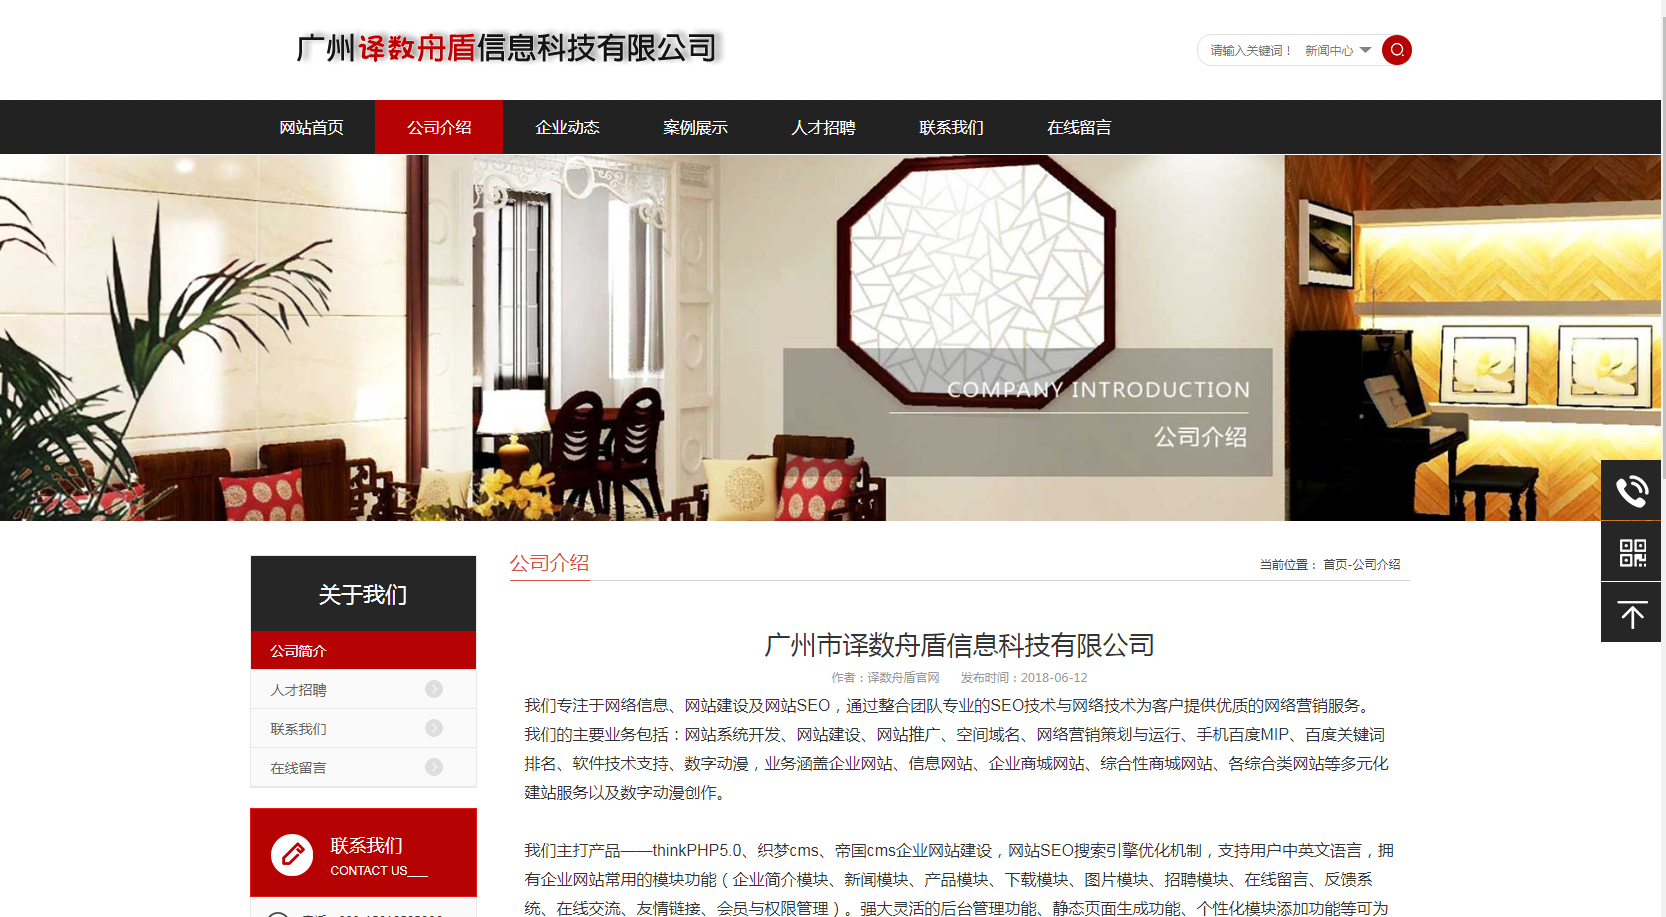 广州译数舟盾信息科技有限公司
请输入关键词！ 新闻中心
网站首页 公司介绍 企业动态 案例展示 人才招聘 联系我们 在线留言
COMPANY INTRODUCTION
公司介绍
关于我们
公司简介
人才招聘
联系我们
在线留言
联系我们
CONTACT US___
公司介绍
当前位置： 首页-公司介绍
广州市译数舟盾信息科技有限公司
作者：译数舟盾官网 发布时间：2018-06-12
我们专注于网络信息、网站建设及网站SEO，通过整合团队专业的SEO技术与网络技术为客户提供优质的网络营销服务。
我们的主要业务包括：网站系统开发、网站建设、网站推广、空间域名、网络营销策划与运行、手机百度MIP、百度关键词
排名、软件技术支持、数字动漫，业务涵盖企业网站、信息网站、企业商城网站、综合性商城网站、各综合类网站等多元化
建站服务以及数字动漫创作。
我们主打产品——thinkPHP5.0、织梦cms、帝国cms企业网站建设，网站SEO搜索引擎优化机制，支持用户中英文语言，拥
有企业网站常用的模块功能（企业简介模块、新闻模块、产品模块、下载模块、图片模块、招聘模块、在线留言、反馈系
统、在线交流、友情链接、会员与权限管理）。强大灵活的后台管理功能、静态页面生成功能、个性化模块添加功能等可为